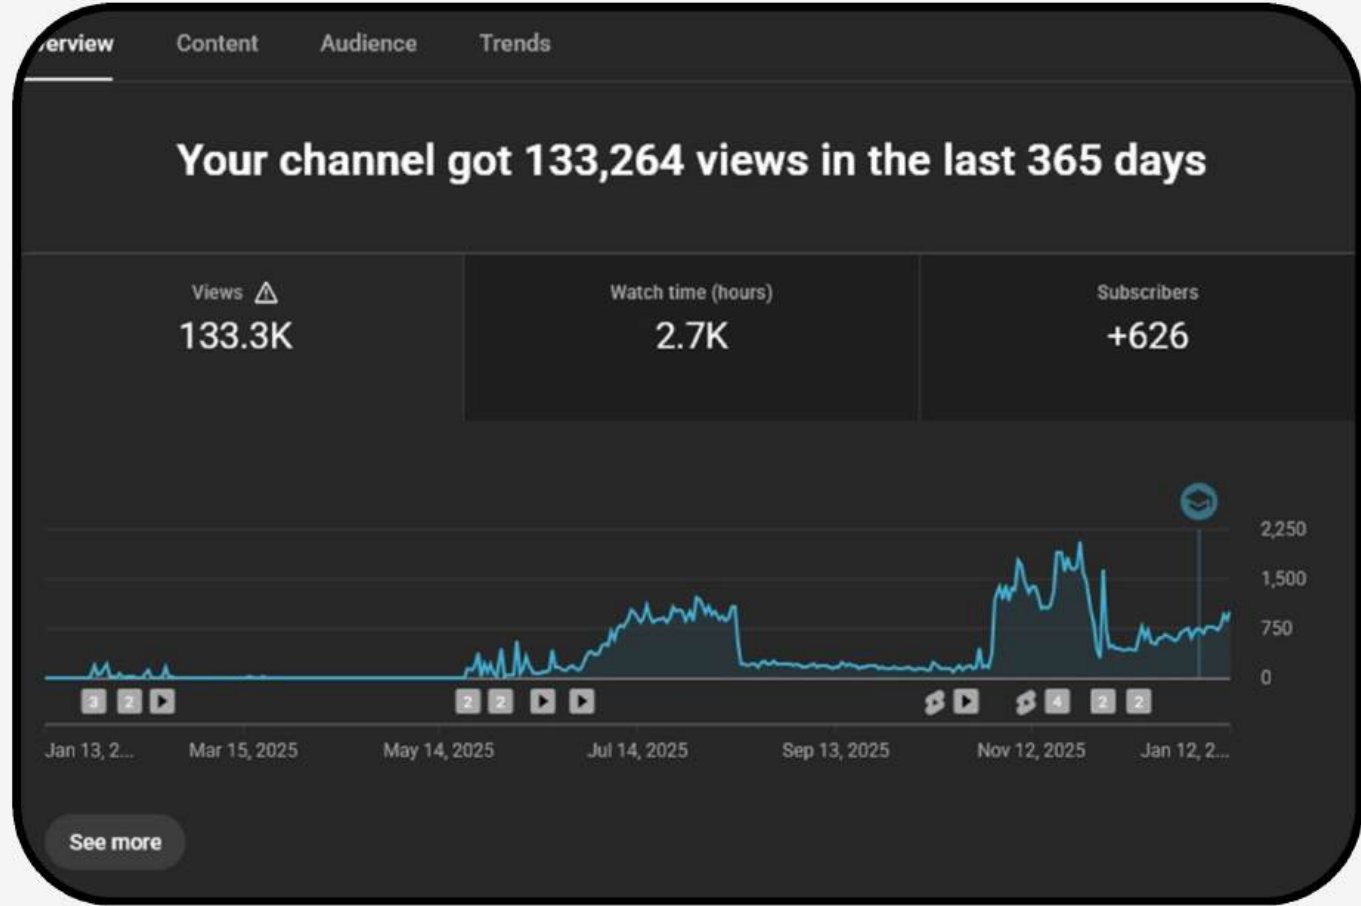 erview Content Audience Trends
Your channel got 133,264 views in the last 365 days
Views Watch time (hours) Subscribers
133.3K 2.7K +626
2,250
1,500
750
0
3 2 2 2 4 2 2
Jan 13, 2... Mar 15, 2025 May 14, 2025 Jul 14, 2025 Sep 13, 2025 Nov 12, 2025 Jan 12, 2...
See more